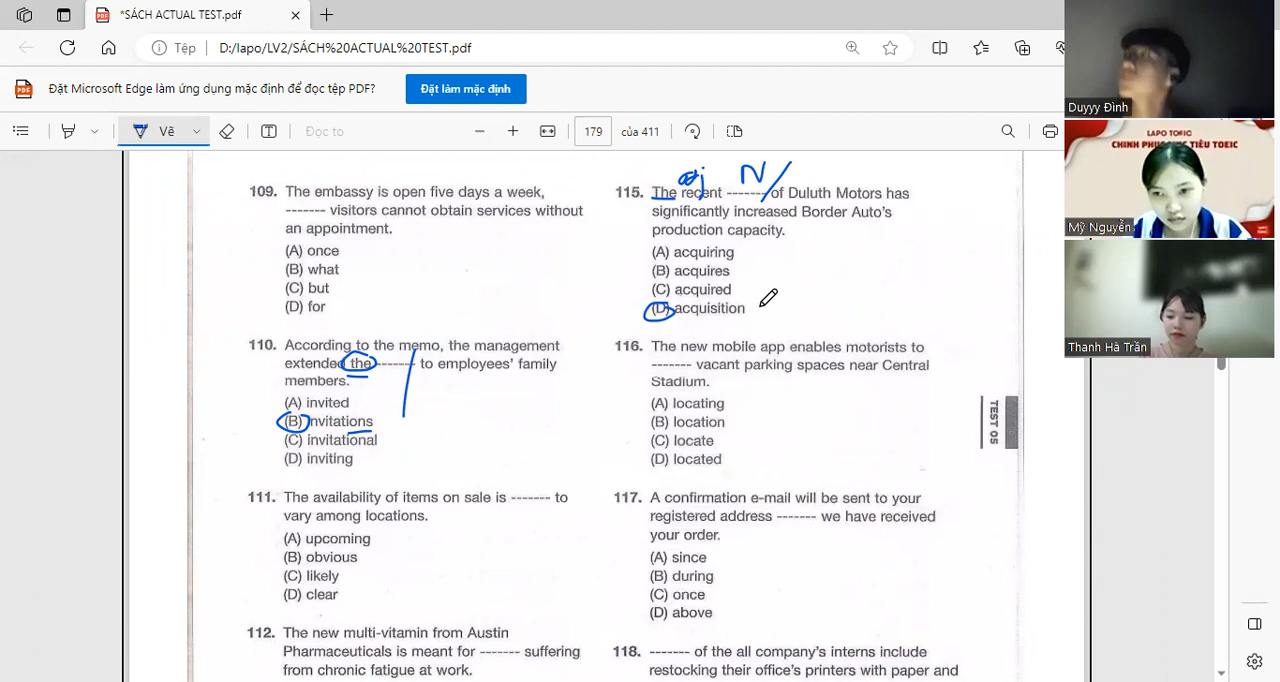 *SÁCH ACTUAL TEST.pdf
Tệp D:/lapo/LV2/SÁCH%20ACTUAL%20TEST.pdf
Đặt Microsoft Edge làm ứng dụng mặc định để đọc tệp PDF? Đặt làm mặc định
Vẽ Đọc to 179 của 411
109. The embassy is open five days a week,
------- visitors cannot obtain services without
an appointment.
(A) once
(B) what
(C) but
(D) for
110. According to the memo, the management
extended the ------- to employees' family
members.
(A) invited
(B) invitations
(C) invitational
(D) inviting
111. The availability of items on sale is ------- to
vary among locations.
(A) upcoming
(B) obvious
(C) likely
(D) clear
112. The new multi-vitamin from Austin
Pharmaceuticals is meant for ------- suffering
from chronic fatigue at work.
adj N
115. The recent ------- of Duluth Motors has
significantly increased Border Auto's
production capacity.
(A) acquiring
(B) acquires
(C) acquired
(D) acquisition
116. The new mobile app enables motorists to
------- vacant parking spaces near Central
Stadium.
(A) locating
(B) location
(C) locate
(D) located
117. A confirmation e-mail will be sent to your
registered address ------- we have received
your order.
(A) since
(B) during
(C) once
(D) above
118. ------- of the all company's interns include
restocking their office's printers with paper and
TEST 05
Duyyy Đình
LAPO TOEIC
CHINH PHỤC MỤC TIÊU TOEIC
Mỹ Nguyễn
Thanh Hà Trần